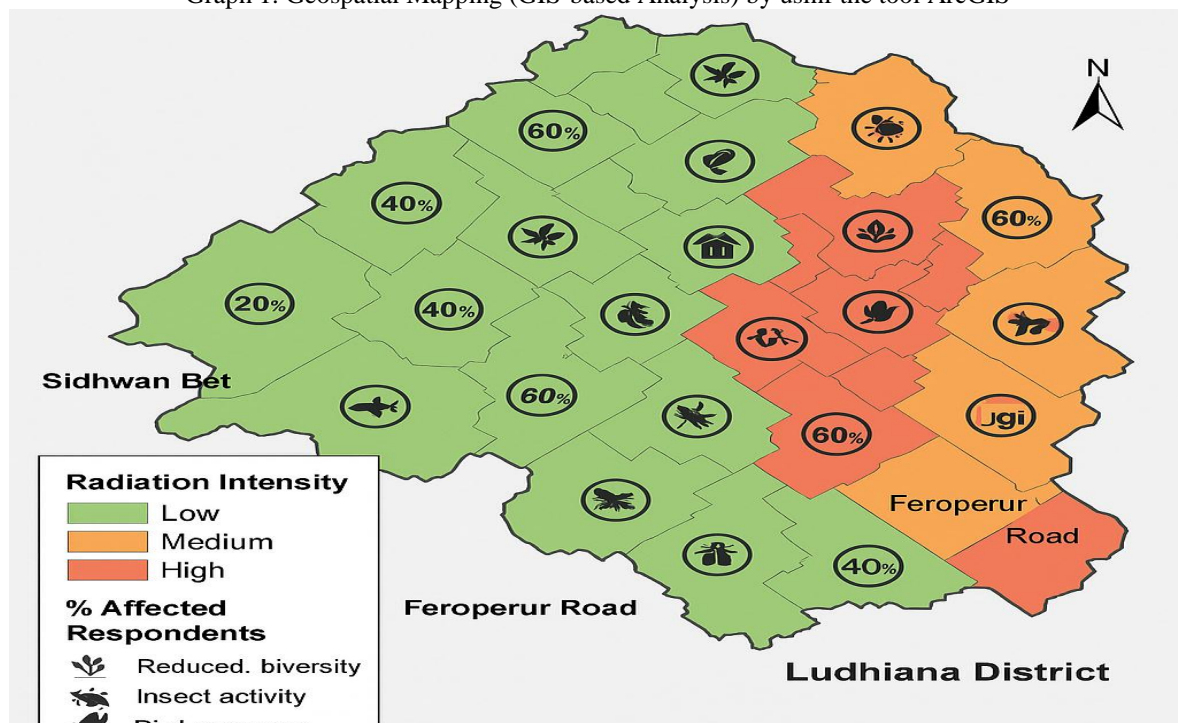 Graph 1: Geospatial Mapping (GIS-based Analysis) by usinf the tool ArcGIS
N
60%
40%
60%
20%
40%
60%
Jgi
60%
Feroperur
Road
40%
Sidhwan Bet
Radiation Intensity
Low
Medium
High
% Affected
Respondents
Reduced. biversity
Insect activity
Feroperur Road
Ludhiana District